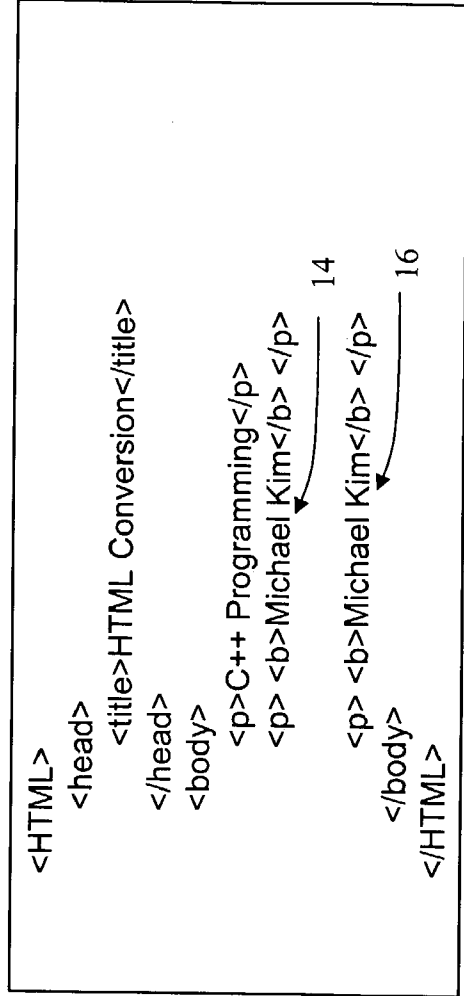 <HTML>
<head>
<title>HTML Conversion</title>
</head>
<body>
<p>C++ Programming</p>
<p> <b>Michael Kim</b> </p>
14
<p> <b>Michael Kim</b> </p>
16
</body>
</HTML>